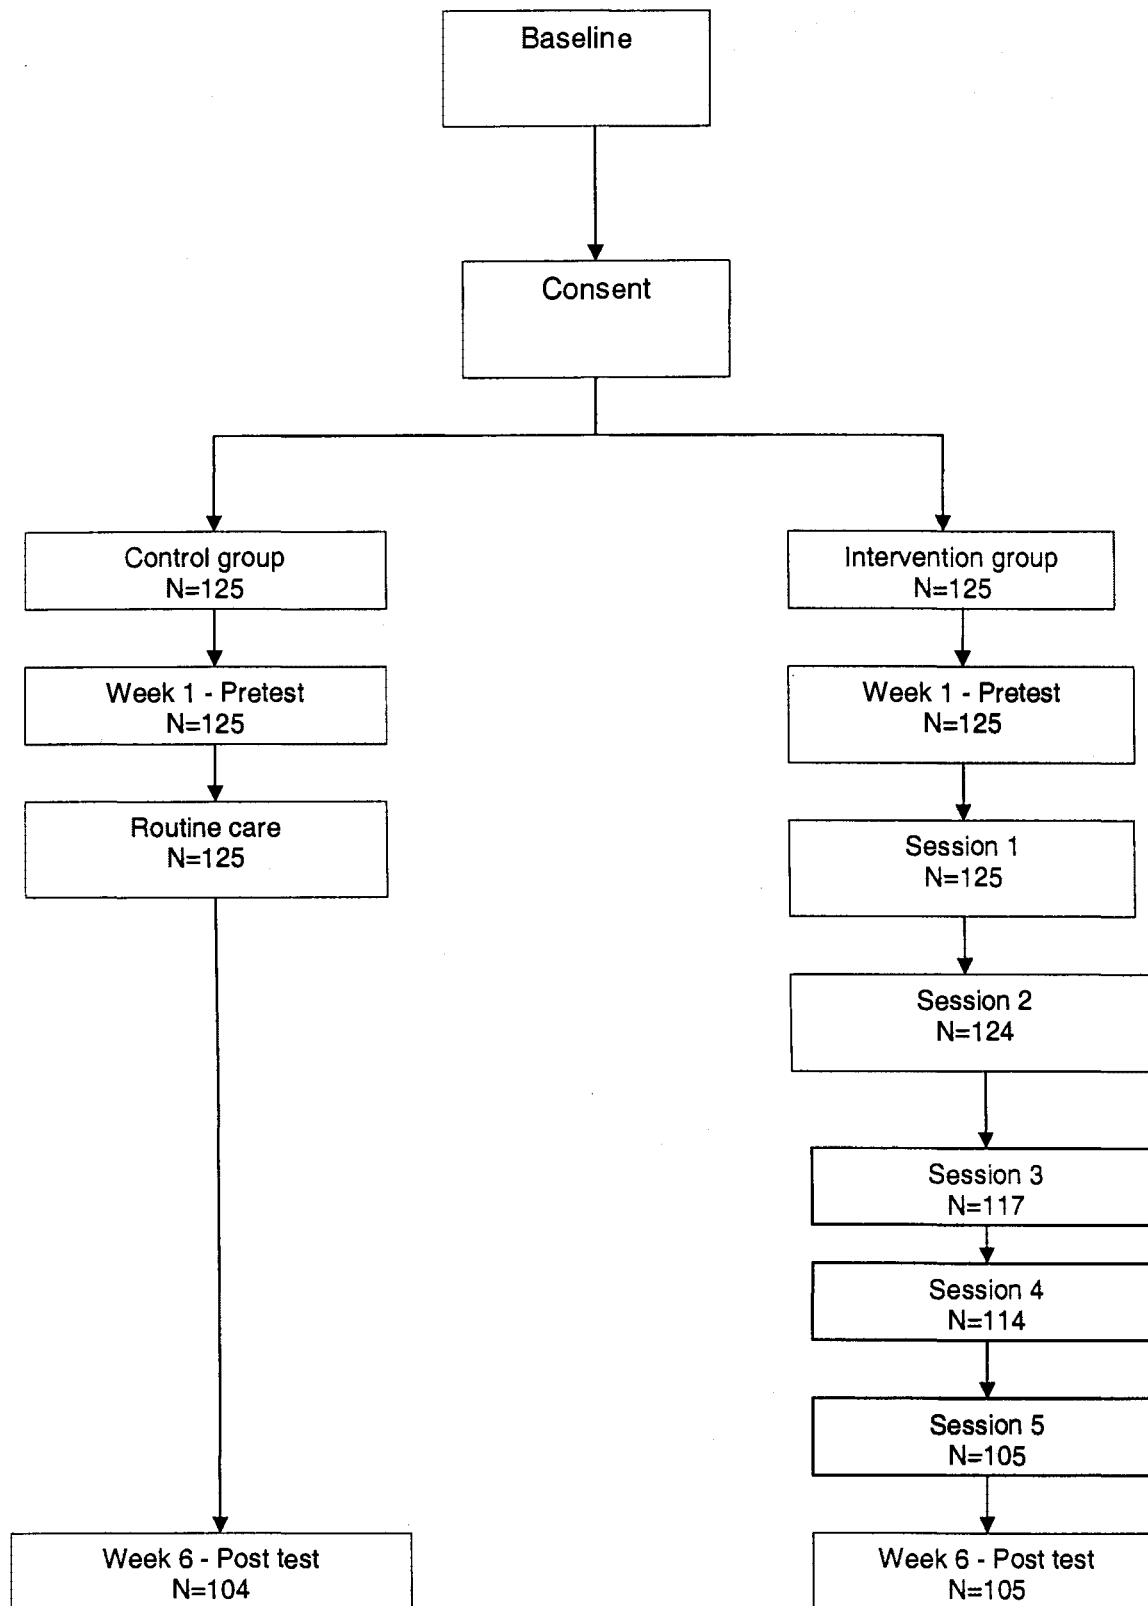 Baseline
Consent
Control group
N=125
Week 1 - Pretest
N=125
Routine care
N=125
Week 6 - Post test
N=104
Intervention group
N=125
Week 1 - Pretest
N=125
Session 1
N=125
Session 2
N=124
Session 3
N=117
Session 4
N=114
Session 5
N=105
Week 6 - Post test
N=105